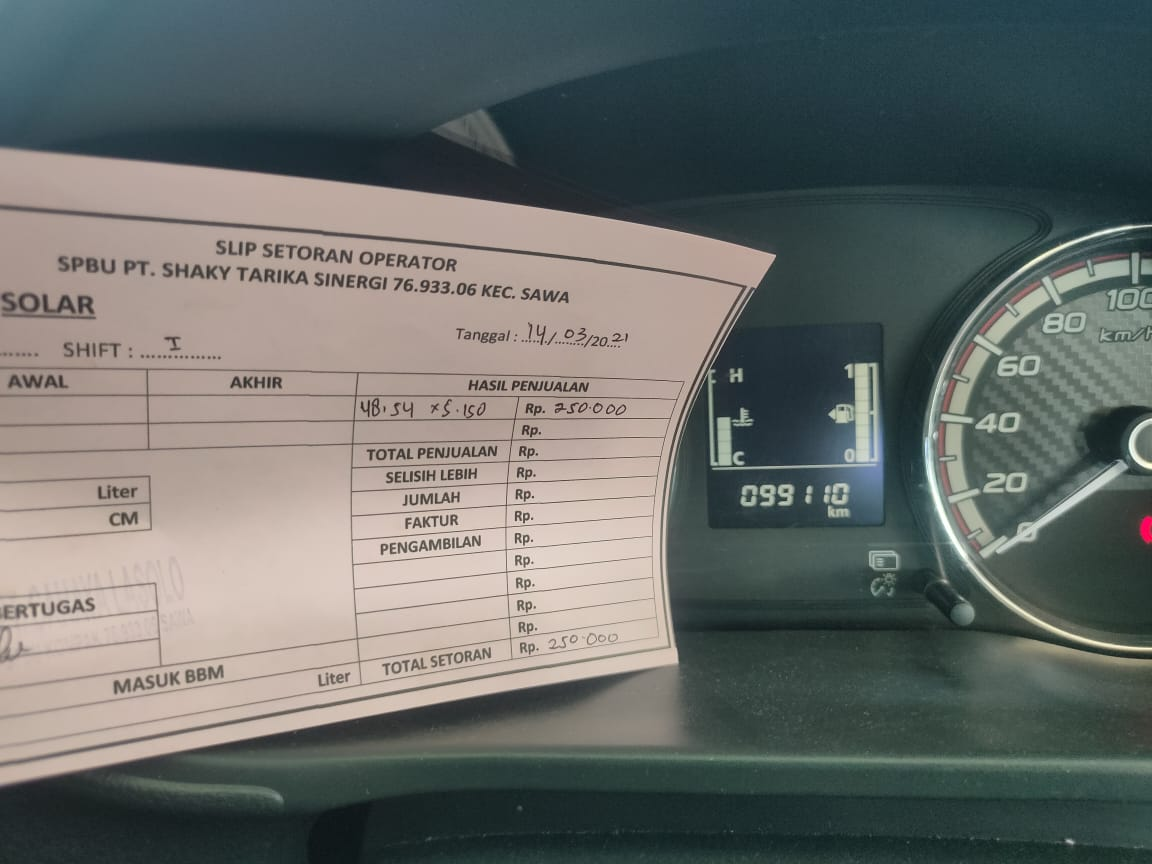 SLIP SETORAN OPERATOR
SPBU PT. SHAKY TARIKA SINERGI 76.933.06 KEC. SAWA
SOLAR
Tanggal : 14/03/2021
SHIFT : I
AWAL AKHIR HASIL PENJUALAN
48,54 x 5.150 Rp. 250.000
Rp.
TOTAL PENJUALAN Rp.
SELISIH LEBIH Rp.
JUMLAH Rp.
FAKTUR Rp.
PENGAMBILAN Rp.
Rp.
Rp.
Rp.
Rp.
TOTAL SETORAN Rp. 250.000
Liter
CM
BERTUGAS
MASUK BBM Liter
H
C
1
0
099110
km
100
80
km/h
60
40
20
0